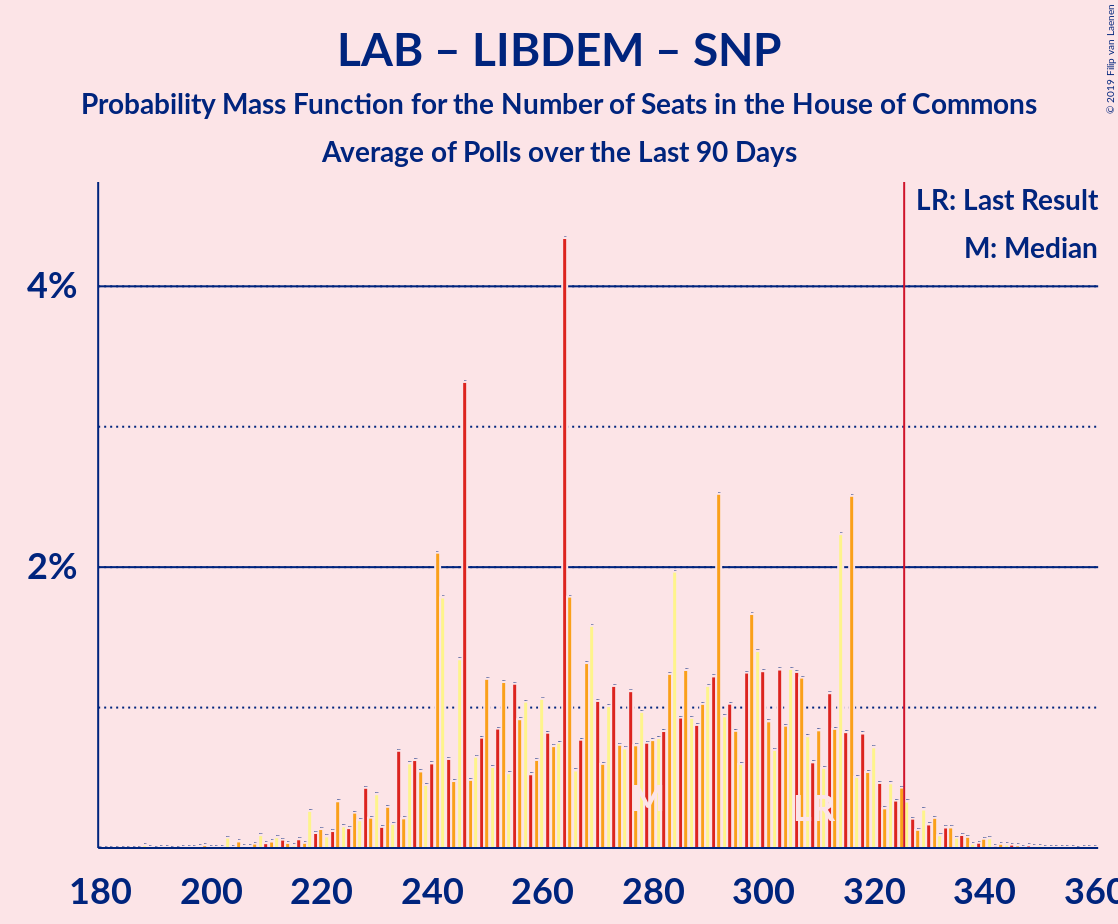 LAB – LIBDEM – SNP
Probability Mass Function for the Number of Seats in the House of Commons
Average of Polls over the Last 90 Days
© 2019 Filip van Laenen
LR: Last Result
M: Median
4%
2%
M
LR
180 200 220 240 260 280 300 320 340 360